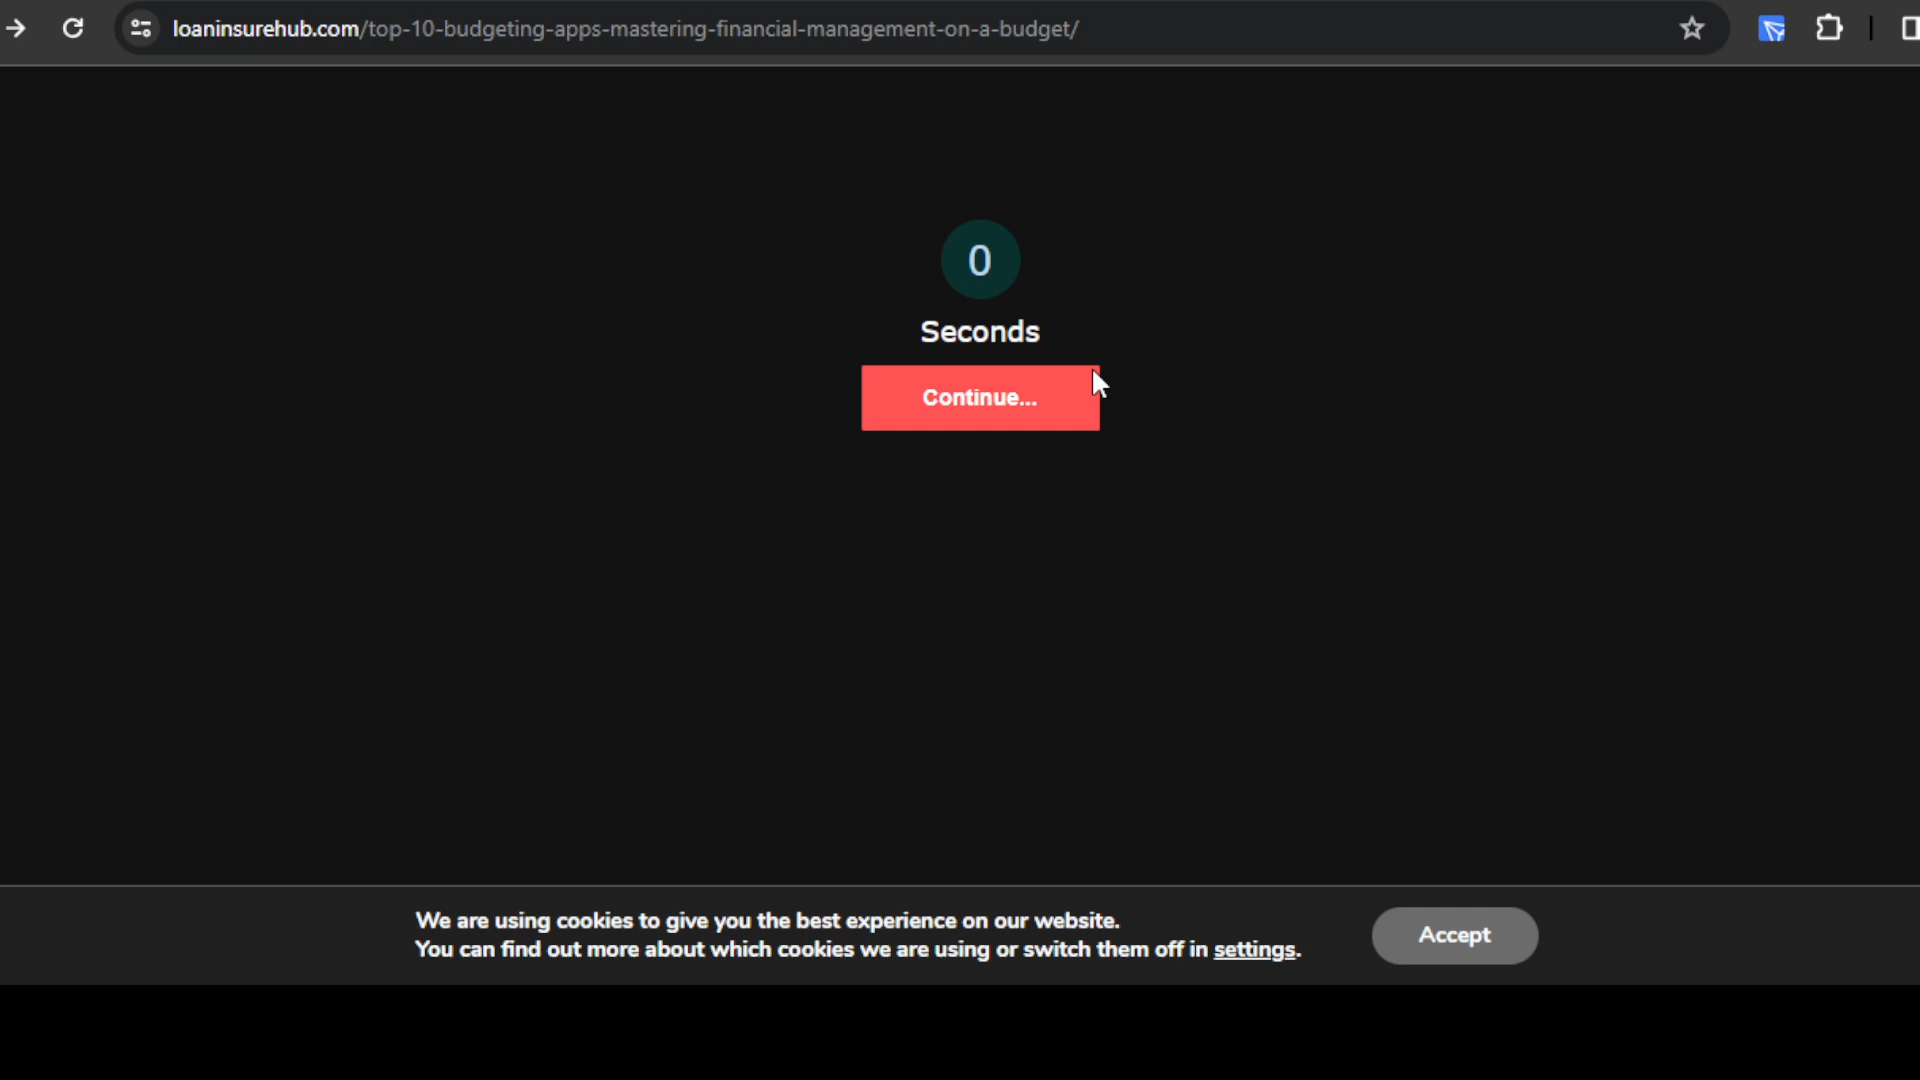 loaninsurehub.com/top-10-budgeting-apps-mastering-financial-management-on-a-budget/
0
Seconds
Continue...
We are using cookies to give you the best experience on our website.
You can find out more about which cookies we are using or switch them off in settings.
Accept